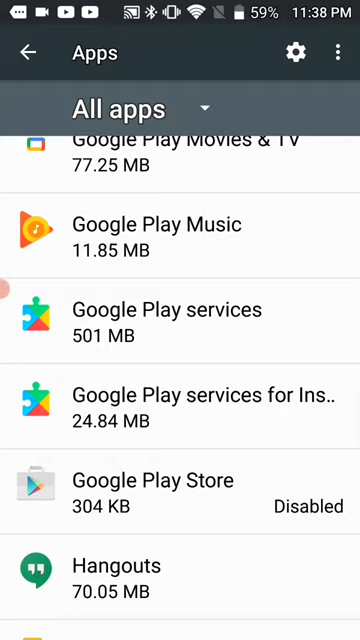 59% 11:38 PM
Apps
All apps
Google Play Movies & TV
77.25 MB
Google Play Music
11.85 MB
Google Play services
501 MB
Google Play services for Ins..
24.84 MB
Google Play Store
304 KB Disabled
Hangouts
70.05 MB